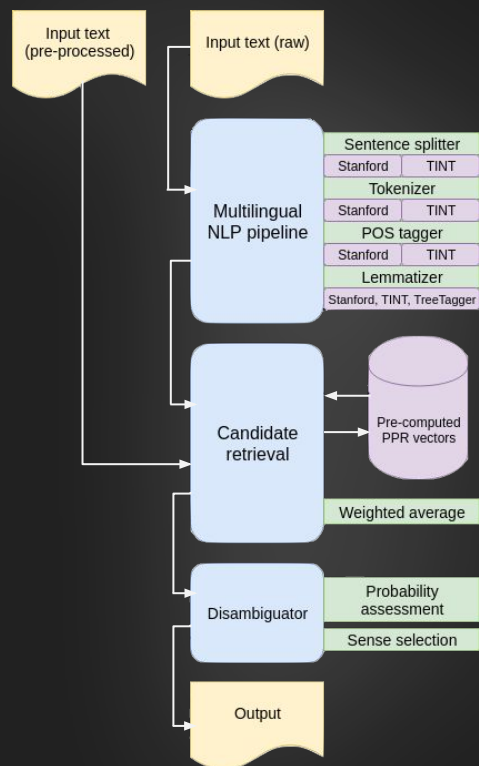 Input text
(pre-processed)
Input text (raw)
Multilingual
NLP pipeline
Sentence splitter
Stanford
TINT
Tokenizer
Stanford
TINT
POS tagger
Stanford
TINT
Lemmatizer
Stanford, TINT, TreeTagger
Candidate
retrieval
Pre-computed
PPR vectors
Weighted average
Disambiguator
Probability
assessment
Sense selection
Output